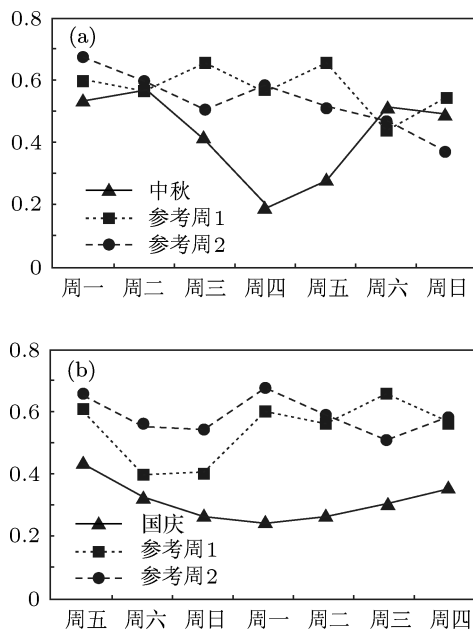 0.8
(a)
0.6
0.4
0.2
0
中秋
参考周1
参考周2
周一 周二 周三 周四 周五 周六 周日
0.8
(b)
0.6
0.4
0.2
0
国庆
参考周1
参考周2
周五 周六 周日 周一 周二 周三 周四